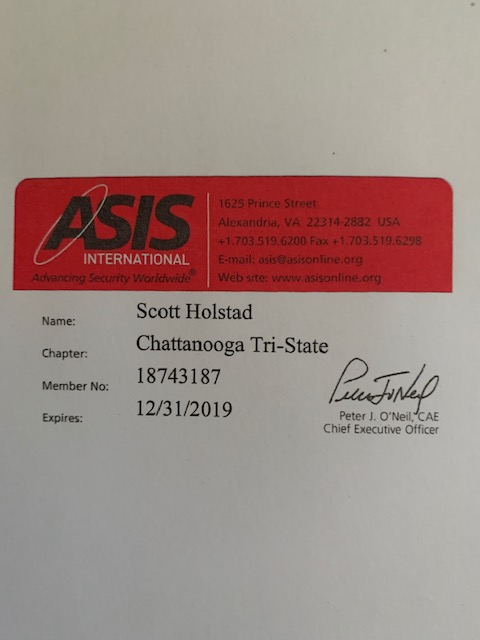 ASIS
INTERNATIONAL
Advancing Security Worldwide®
1625 Prince Street
Alexandria, VA 22314-2882 USA
+1.703.519.6200 Fax +1.703.519.6298
E-mail: asis@asisonline.org
Web site: www.asisonline.org
Name: Scott Holstad
Chapter: Chattanooga Tri-State
Member No: 18743187
Expires: 12/31/2019
Peter J. O'Neil
Peter J. O'Neil, CAE
Chief Executive Officer